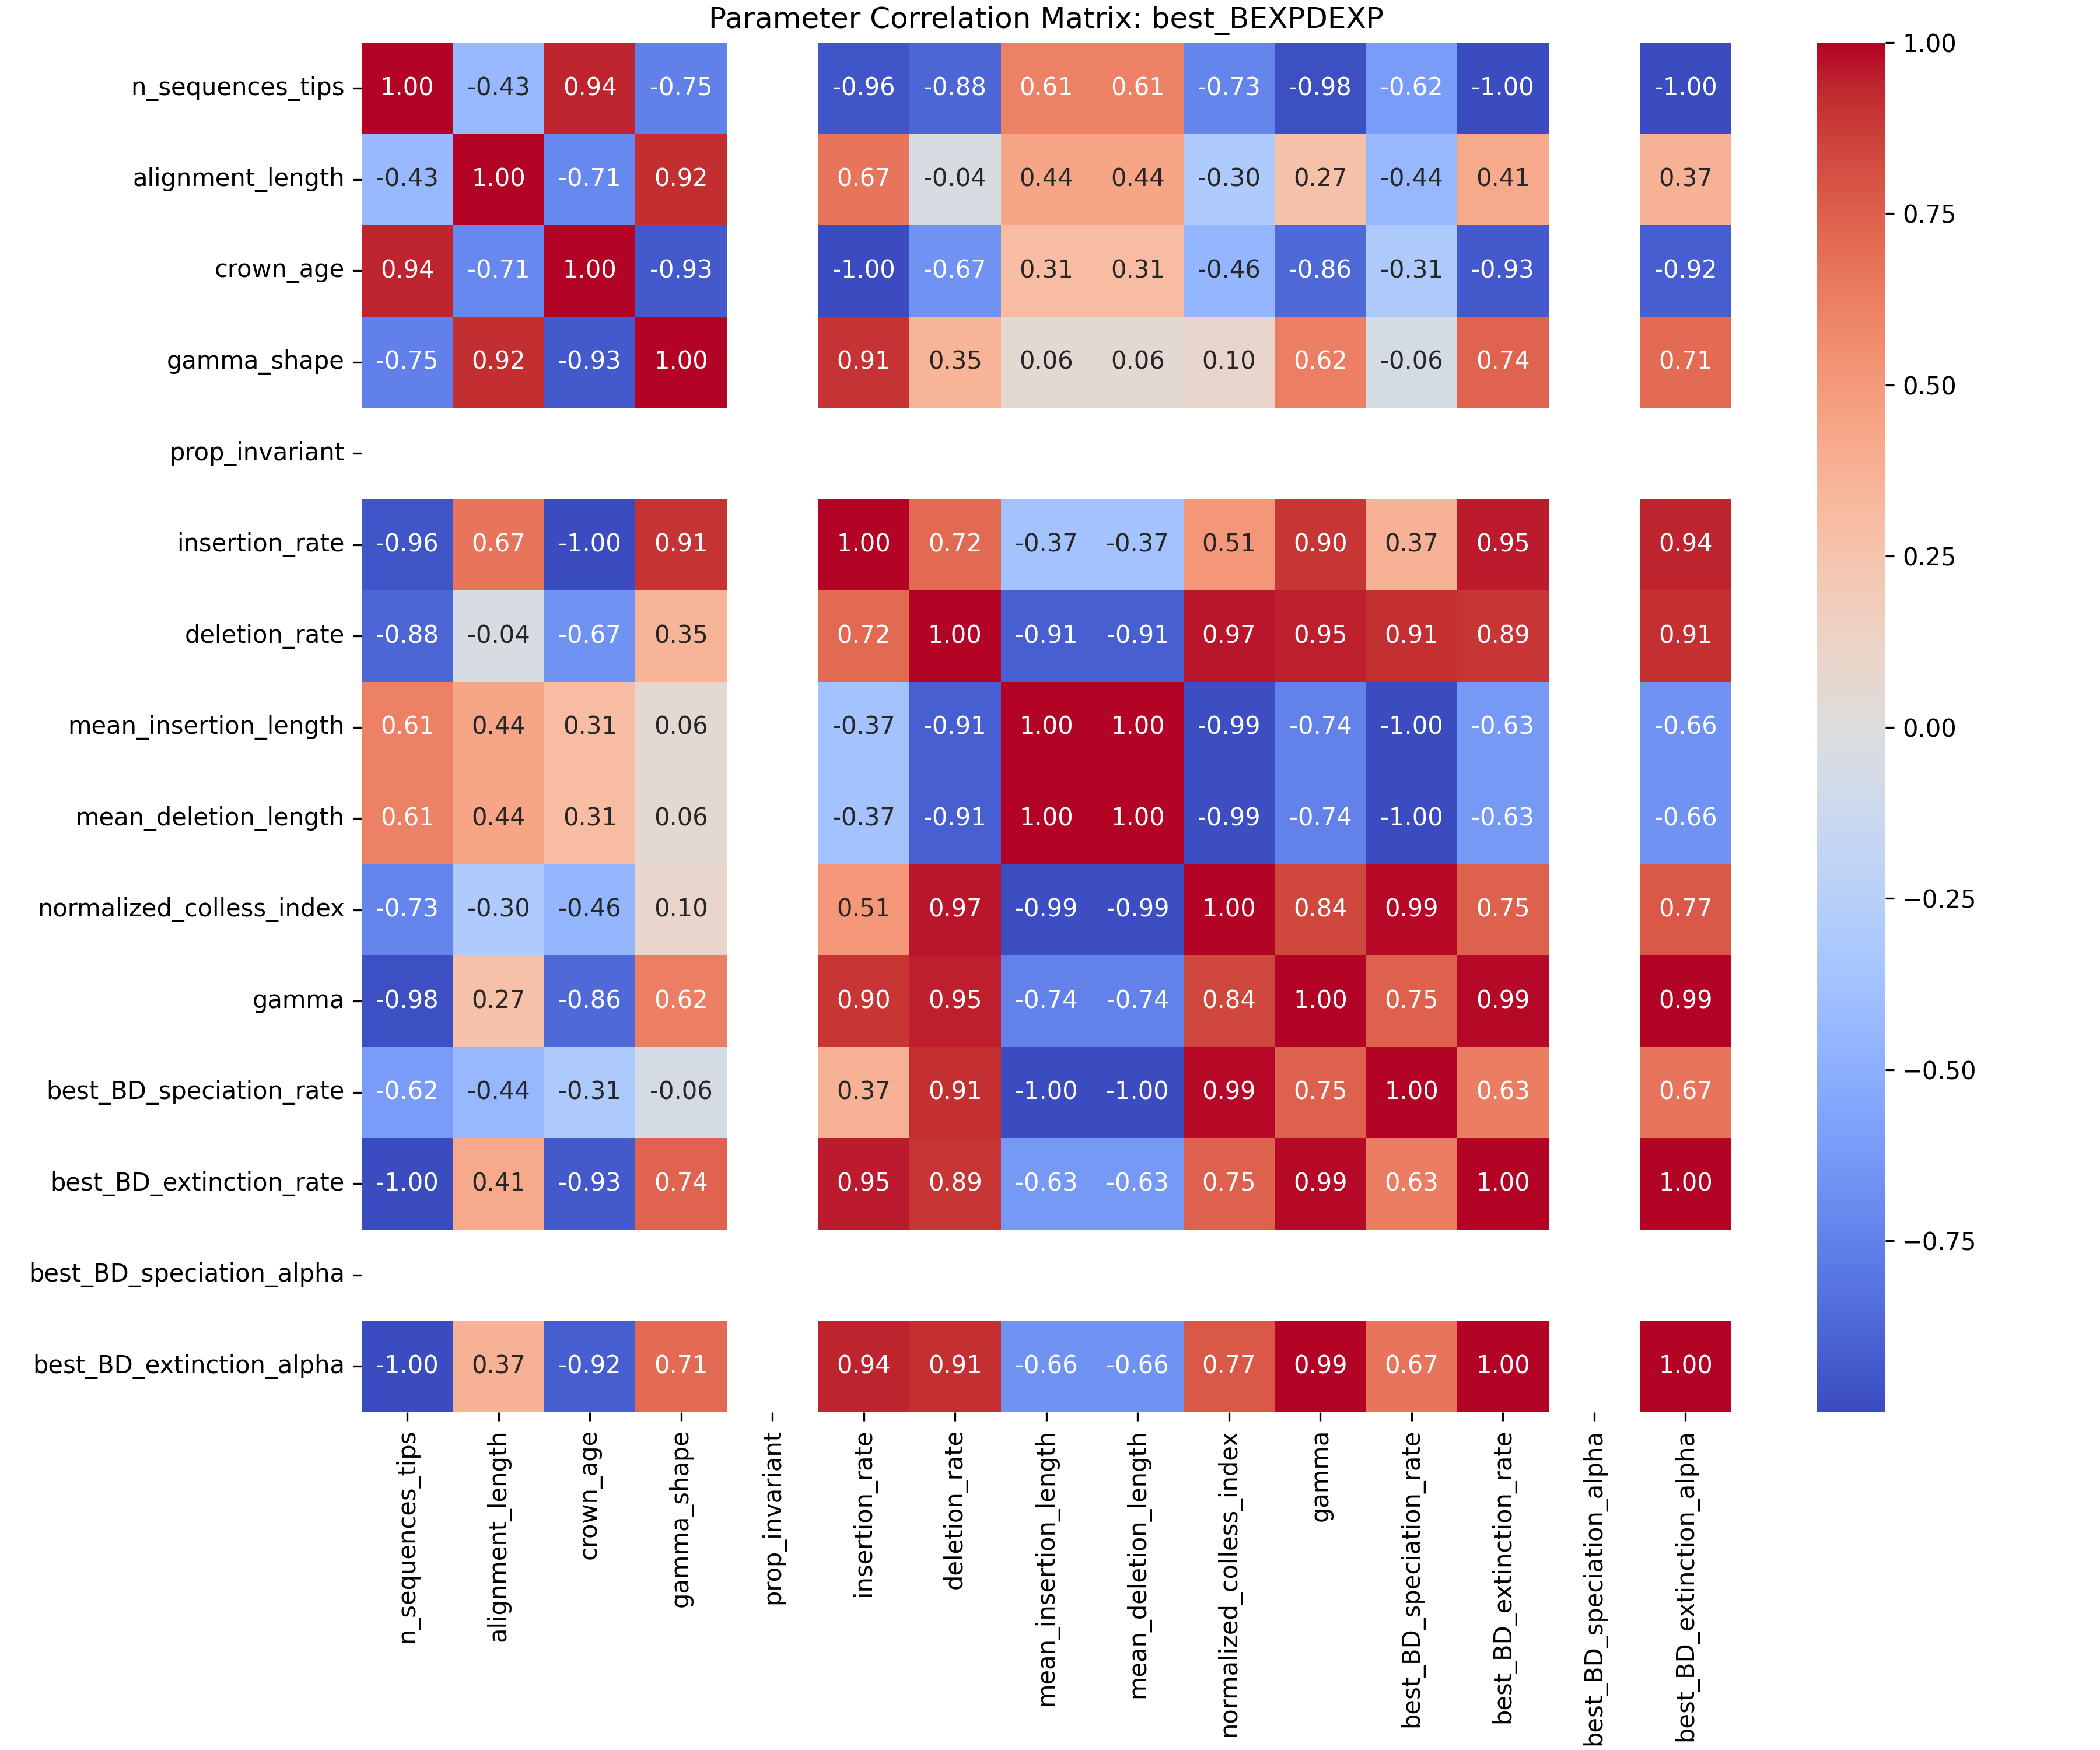 Parameter Correlation Matrix: best_BEXPDEXP
n_sequences_tips 1.00 -0.43 0.94 -0.75 -0.96 -0.88 0.61 0.61 -0.73 -0.98 -0.62 -1.00 -1.00
alignment_length -0.43 1.00 -0.71 0.92 0.67 -0.04 0.44 0.44 -0.30 0.27 -0.44 0.41 0.37
crown_age 0.94 -0.71 1.00 -0.93 -1.00 -0.67 0.31 0.31 -0.46 -0.86 -0.31 -0.93 -0.92
gamma_shape -0.75 0.92 -0.93 1.00 0.91 0.35 0.06 0.06 0.10 0.62 -0.06 0.74 0.71
prop_invariant
insertion_rate -0.96 0.67 -1.00 0.91 1.00 0.72 -0.37 -0.37 0.51 0.90 0.37 0.95 0.94
deletion_rate -0.88 -0.04 -0.67 0.35 0.72 1.00 -0.91 -0.91 0.97 0.95 0.91 0.89 0.91
mean_insertion_length 0.61 0.44 0.31 0.06 -0.37 -0.91 1.00 1.00 -0.99 -0.74 -1.00 -0.63 -0.66
mean_deletion_length 0.61 0.44 0.31 0.06 -0.37 -0.91 1.00 1.00 -0.99 -0.74 -1.00 -0.63 -0.66
normalized_colless_index -0.73 -0.30 -0.46 0.10 0.51 0.97 -0.99 -0.99 1.00 0.84 0.99 0.75 0.77
gamma -0.98 0.27 -0.86 0.62 0.90 0.95 -0.74 -0.74 0.84 1.00 0.75 0.99 0.99
best_BD_speciation_rate -0.62 -0.44 -0.31 -0.06 0.37 0.91 -1.00 -1.00 0.99 0.75 1.00 0.63 0.67
best_BD_extinction_rate -1.00 0.41 -0.93 0.74 0.95 0.89 -0.63 -0.63 0.75 0.99 0.63 1.00 1.00
best_BD_speciation_alpha
best_BD_extinction_alpha -1.00 0.37 -0.92 0.71 0.94 0.91 -0.66 -0.66 0.77 0.99 0.67 1.00 1.00
n_sequences_tips
alignment_length
crown_age
gamma_shape
prop_invariant
insertion_rate
deletion_rate
mean_insertion_length
mean_deletion_length
normalized_colless_index
gamma
best_BD_speciation_rate
best_BD_extinction_rate
best_BD_speciation_alpha
best_BD_extinction_alpha
1.00
0.75
0.50
0.25
0.00
−0.25
−0.50
−0.75